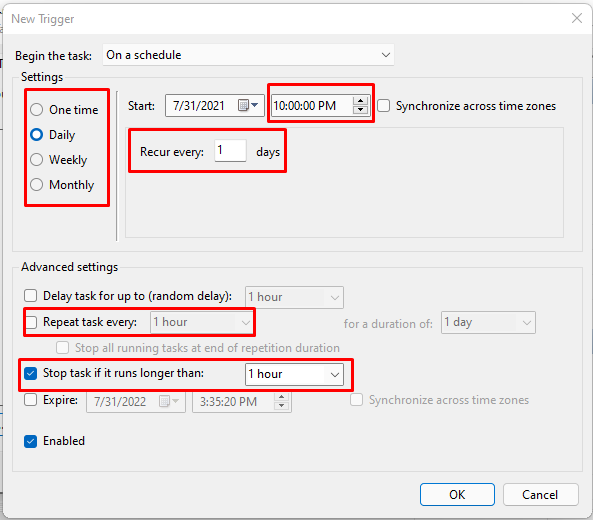 New Trigger
Begin the task: On a schedule
Settings
One time
Daily
Weekly
Monthly
Start: 7/31/2021 10:00:00 PM Synchronize across time zones
Recur every: 1 days
Advanced settings
Delay task for up to (random delay): 1 hour
Repeat task every: 1 hour for a duration of: 1 day
Stop all running tasks at end of repetition duration
Stop task if it runs longer than: 1 hour
Expire: 7/31/2022 3:35:20 PM Synchronize across time zones
Enabled
OK Cancel